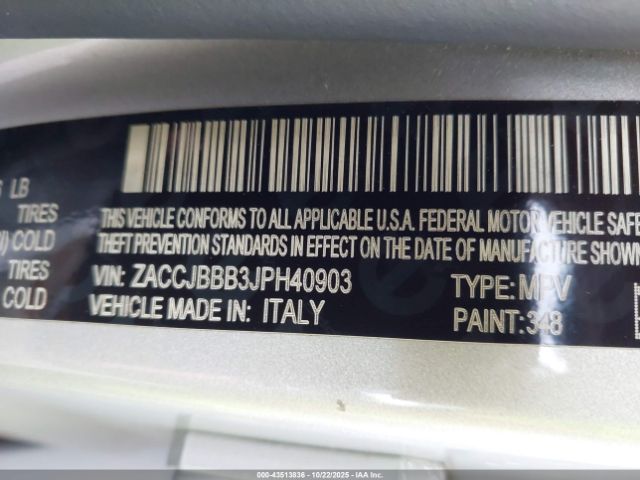 LB
TIRES
COLD
TIRES
COLD
THIS VEHICLE CONFORMS TO ALL APPLICABLE U.S.A. FEDERAL MOTOR VEHICLE SAFE
THEFT PREVENTION STANDARDS IN EFFECT ON THE DATE OF MANUFACTURE SHOWN
VIN: ZACCJBBB3JPH40903 TYPE: MPV
VEHICLE MADE IN: ITALY PAINT:348
000-43513836 - 10/22/2025 - IAAI.COM